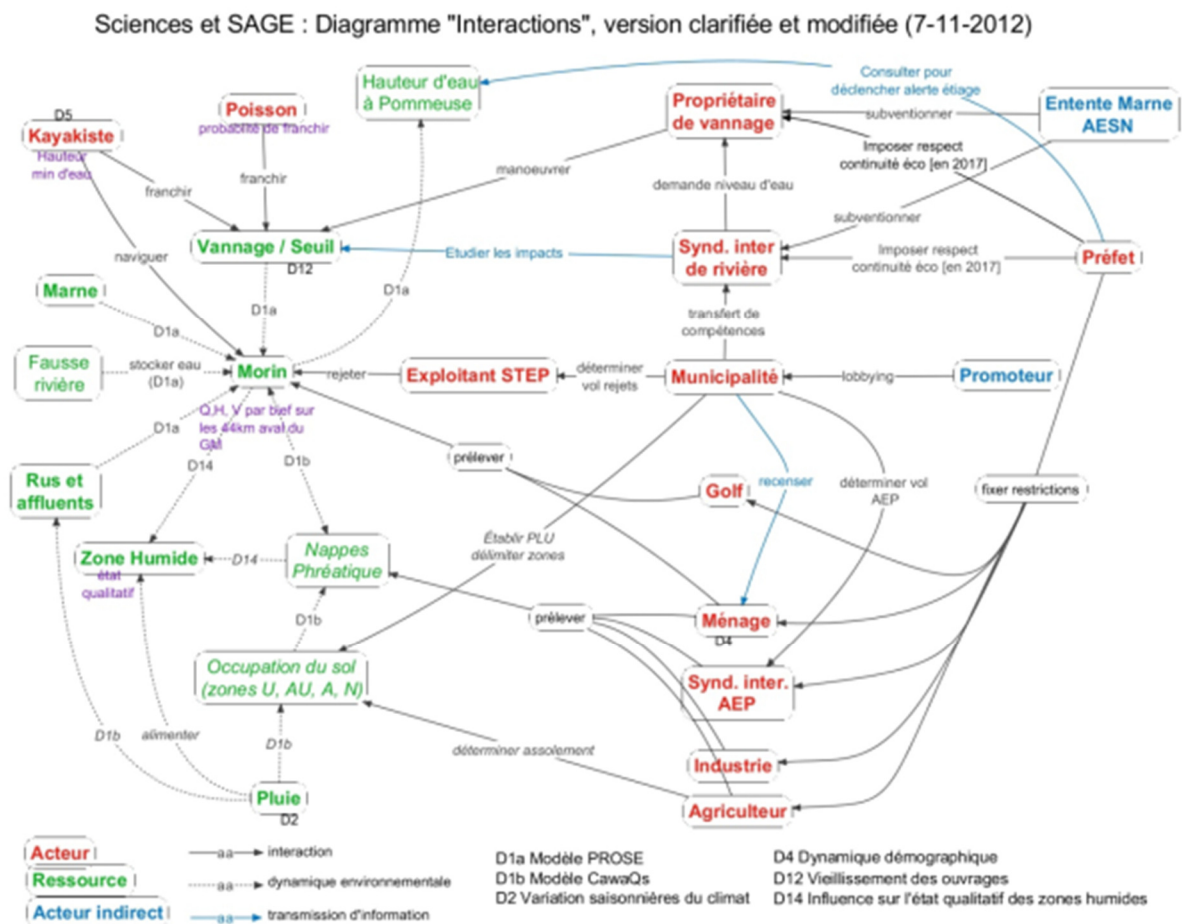 Sciences et SAGE : Diagramme "Interactions", version clarifiée et modifiée (7-11-2012)
Hauteur d'eau
à Pommeuse
Consulter pour
déclencher alerte étiage
Propriétaire
de vannage
subventionner
Entente Marne
AESN
D5
Kayakiste
Hauteur
min d'eau
Poisson
probabilité de franchir
franchir
franchir
manoeuvrer
Imposer respect
continuité éco [en 2017]
demande niveau d'eau
subventionner
Vannage / Seuil
D12
Etudier les impacts
Synd. inter
de rivière
Imposer respect
continuité éco [en 2017]
Préfet
naviguer
Marne
D1a
D1a
D1a
transfert de
compétences
Fausse
rivière
stocker eau
(D1a)
Morin
rejeter
Exploitant STEP
déterminer
vol rejets
Municipalité
lobbying
Promoteur
Q,H, V par bief sur
les 44km aval du
GM
D1a
D14
D1b
prélever
Rus et
affluents
Golf
recenser
déterminer vol
AEP
fixer restrictions
Établir PLU
délimiter zones
Zone Humide
état
qualitatif
D14
Nappes
Phréatique
D1b
prélever
Ménage
D4
Occupation du sol
(zones U, AU, A, N)
Synd. inter.
AEP
D1b
alimenter
D1b
déterminer assolement
Industrie
Pluie
D2
Agriculteur
Acteur
aa
interaction
Ressource
aa
dynamique environnementale
Acteur indirect
aa
transmission d'information
D1a Modèle PROSE
D1b Modèle CawaQs
D2 Variation saisonnières du climat
D4 Dynamique démographique
D12 Vieillissement des ouvrages
D14 Influence sur l'état qualitatif des zones humides